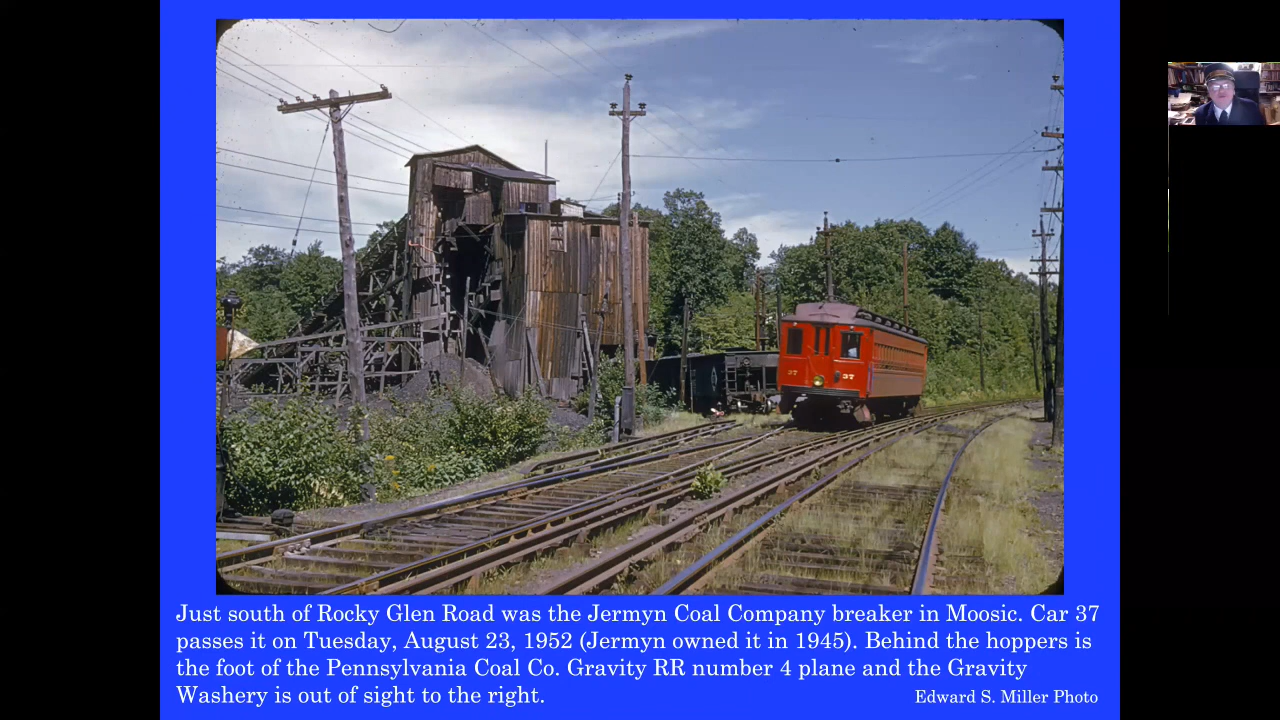 37
37
Just south of Rocky Glen Road was the Jermyn Coal Company breaker in Moosic. Car 37
passes it on Tuesday, August 23, 1952 (Jermyn owned it in 1945). Behind the hoppers is
the foot of the Pennsylvania Coal Co. Gravity RR number 4 plane and the Gravity
Washery is out of sight to the right.
Edward S. Miller Photo